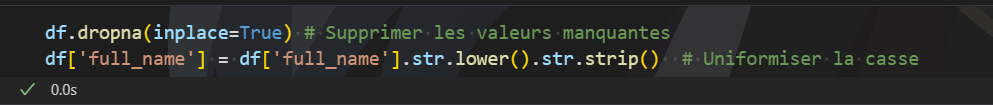 df.dropna(inplace=True) # Supprimer les valeurs manquantes
df['full_name'] = df['full_name'].str.lower().str.strip()  # Uniformiser la casse
✓ 0.0s